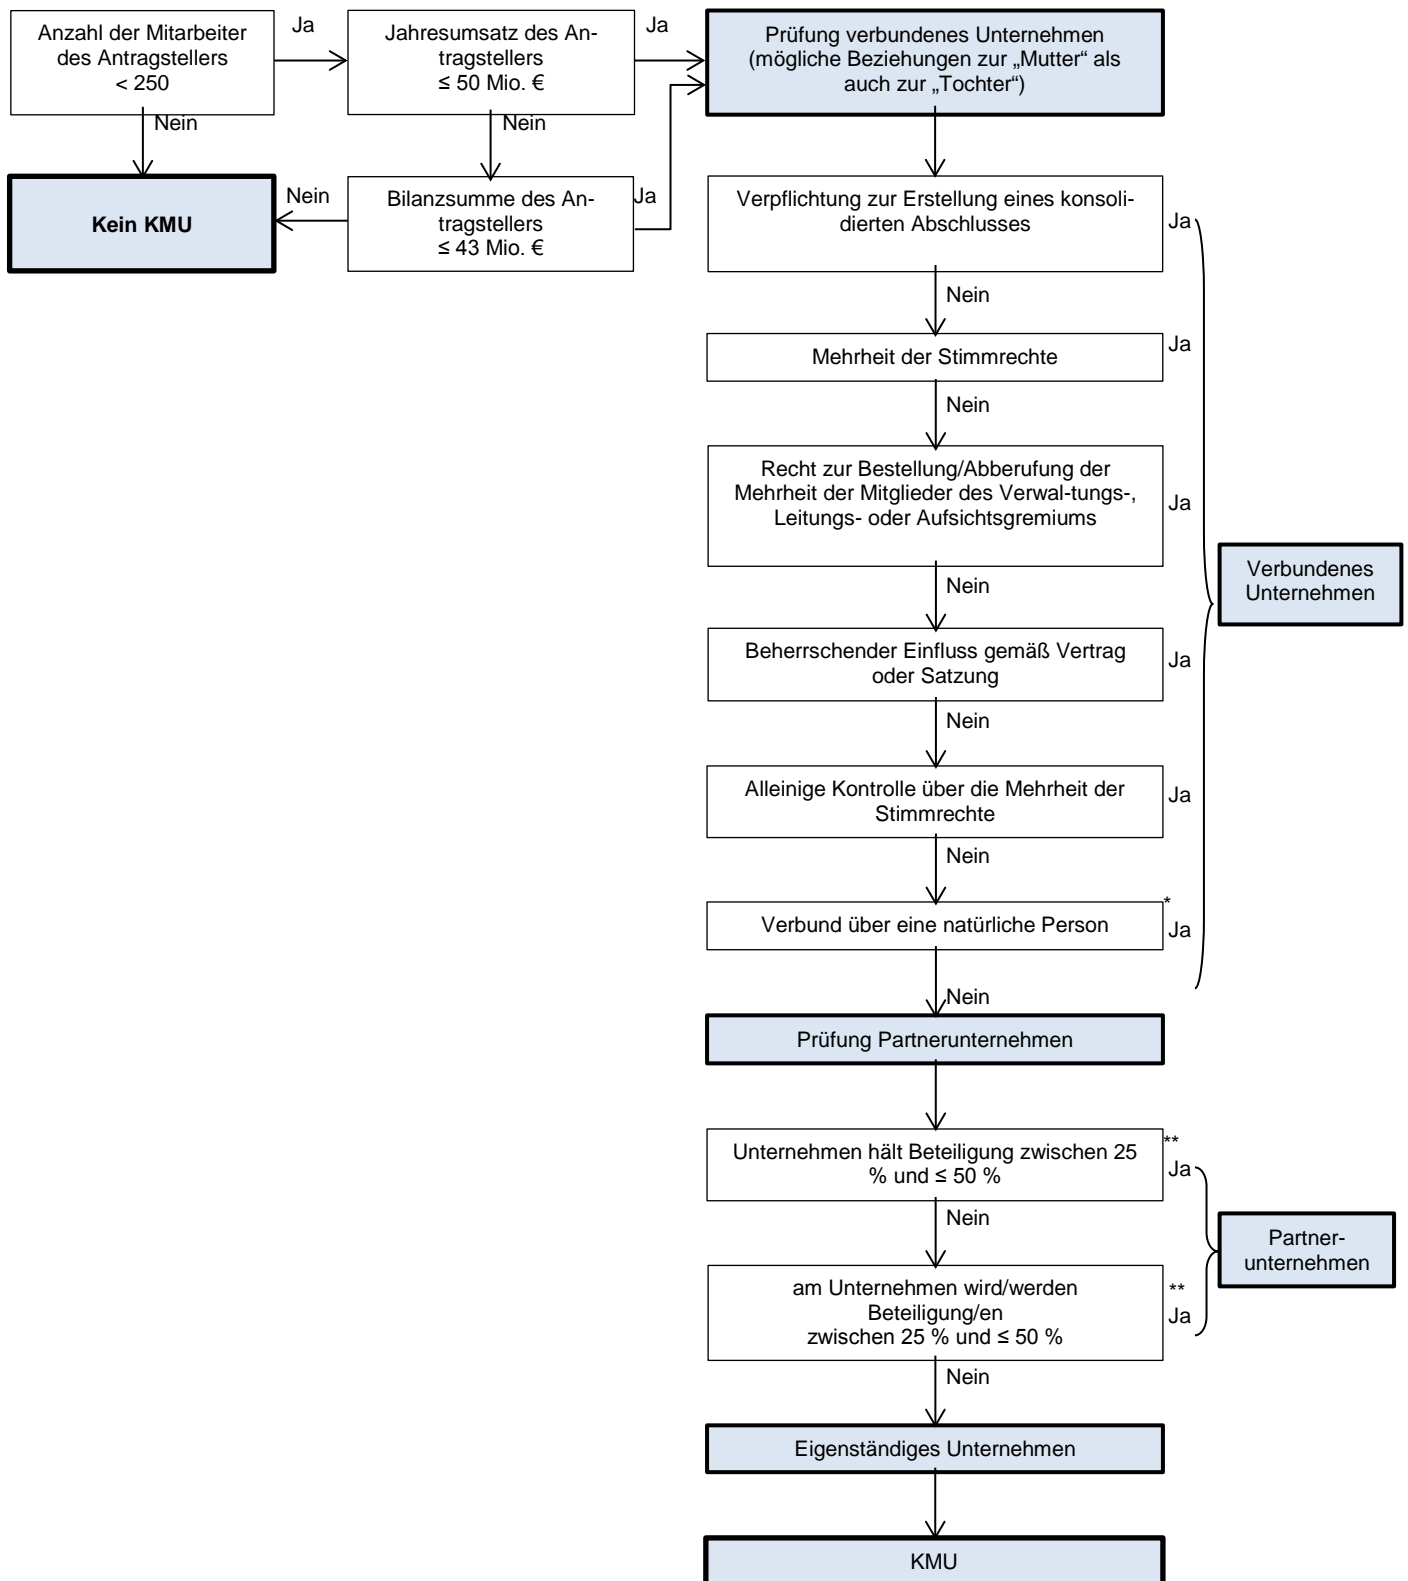 Anzahl der Mitarbeiter
des Antragstellers
< 250
Ja
Jahresumsatz des An-
tragstellers
≤ 50 Mio. €
Ja
Prüfung verbundenes Unternehmen
(mögliche Beziehungen zur „Mutter“ als
auch zur „Tochter“)
Nein
Nein
Kein KMU
Nein
Bilanzsumme des An-
tragstellers
≤ 43 Mio. €
Ja
Verpflichtung zur Erstellung eines konsoli-
dierten Abschlusses
Ja
Nein
Mehrheit der Stimmrechte
Ja
Nein
Recht zur Bestellung/Abberufung der
Mehrheit der Mitglieder des Verwal-tungs-,
Leitungs- oder Aufsichtsgremiums
Ja
Verbundenes
Unternehmen
Nein
Beherrschender Einfluss gemäß Vertrag
oder Satzung
Ja
Nein
Alleinige Kontrolle über die Mehrheit der
Stimmrechte
Ja
Nein
Verbund über eine natürliche Person
*
Ja
Nein
Prüfung Partnerunternehmen
Unternehmen hält Beteiligung zwischen 25
% und ≤ 50 %
**
Ja
Nein
Partner-
unternehmen
am Unternehmen wird/werden
Beteiligung/en
zwischen 25 % und ≤ 50 %
**
Ja
Nein
Eigenständiges Unternehmen
KMU